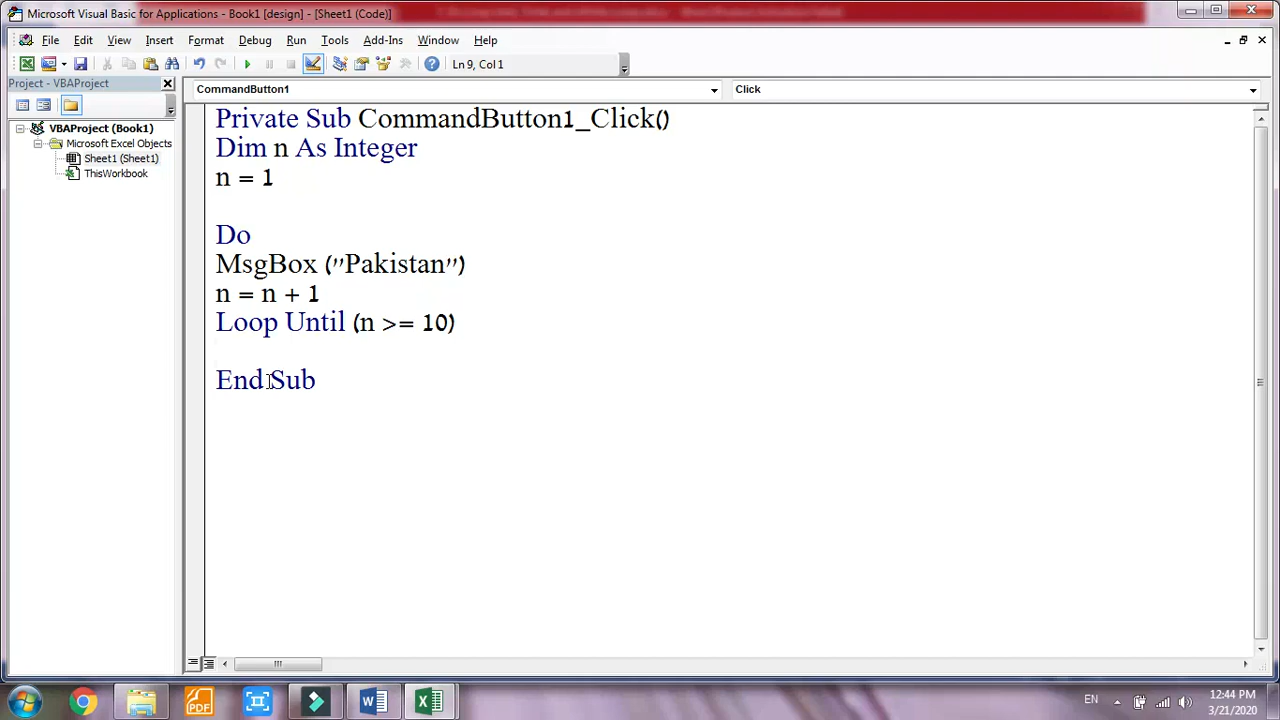 Microsoft Visual Basic for Applications - Book1 [design] - [Sheet1 (Code)]
File Edit View Insert Format Debug Run Tools Add-Ins Window Help
Ln 9, Col 1
Project - VBAProject
CommandButton1 Click
VBAProject (Book1)
Microsoft Excel Objects
Sheet1 (Sheet1)
ThisWorkbook
Private Sub CommandButton1_Click()
Dim n As Integer
n = 1
Do
MsgBox ("Pakistan")
n = n + 1
Loop Until (n >= 10)
End Sub
PDF
EN
12:44 PM
3/21/2020